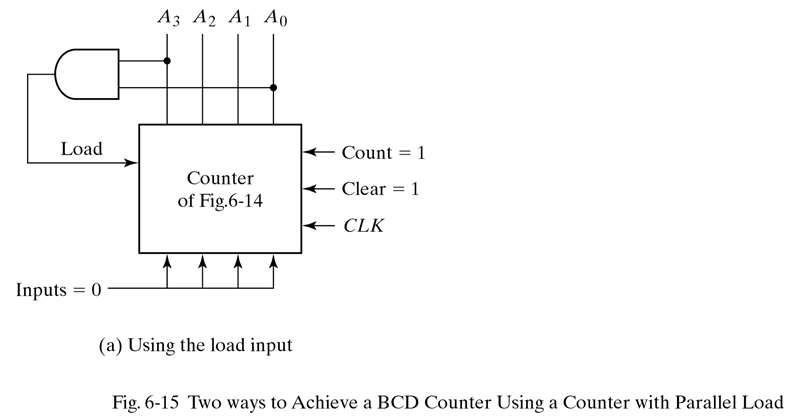 A3 A2 A1 A0
Load
Count = 1
Counter
of Fig.6-14
Clear = 1
CLK
Inputs = 0
(a) Using the load input
Fig. 6-15 Two ways to Achieve a BCD Counter Using a Counter with Parallel Load